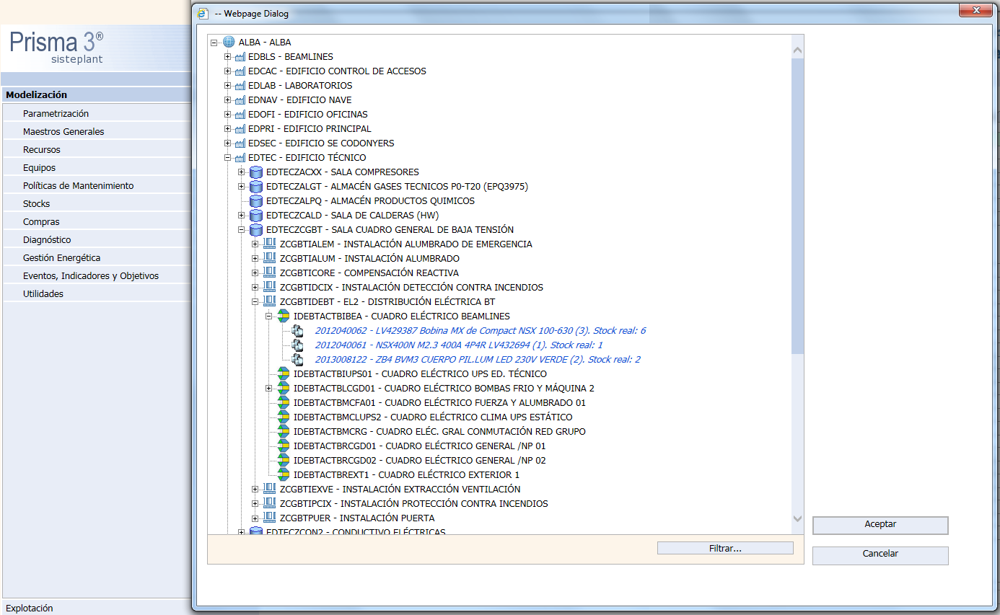 -- Webpage Dialog
Prisma 3®
sisteplant
Modelización
Parametrización
Maestros Generales
Recursos
Equipos
Políticas de Mantenimiento
Stocks
Compras
Diagnóstico
Gestión Energética
Eventos, Indicadores y Objetivos
Utilidades
Explotación
ALBA - ALBA
EDBLS - BEAMLINES
EDCAC - EDIFICIO CONTROL DE ACCESOS
EDLAB - LABORATORIOS
EDNAV - EDIFICIO NAVE
EDOFI - EDIFICIO OFICINAS
EDPRI - EDIFICIO PRINCIPAL
EDSEC - EDIFICIO SE CODONYERS
EDTEC - EDIFICIO TÉCNICO
EDTECZACXX - SALA COMPRESORES
EDTECZALGT - ALMACÉN GASES TECNICOS P0-T20 (EPQ3975)
EDTECZALPQ - ALMACÉN PRODUCTOS QUIMICOS
EDTECZCALD - SALA DE CALDERAS (HW)
EDTECZCGBT - SALA CUADRO GENERAL DE BAJA TENSIÓN
ZCGBTIALEM - INSTALACIÓN ALUMBRADO DE EMERGENCIA
ZCGBTIALUM - INSTALACIÓN ALUMBRADO
ZCGBTICORE - COMPENSACIÓN REACTIVA
ZCGBTIDCIX - INSTALACIÓN DETECCIÓN CONTRA INCENDIOS
ZCGBTIDEBT - EL2 - DISTRIBUCIÓN ELÉCTRICA BT
IDEBTACTBIBEA - CUADRO ELÉCTRICO BEAMLINES
2012040062 - LV429387 Bobina MX de Compact NSX 100-630 (3). Stock real: 6
2012040061 - NSX400N M2.3 400A 4P4R LV432694 (1). Stock real: 1
2013008122 - ZB4 BVM3 CUERPO PIL.LUM LED 230V VERDE (2). Stock real: 2
IDEBTACTBIUPS01 - CUADRO ELÉCTRICO UPS ED. TÉCNICO
IDEBTACTBLCGD01 - CUADRO ELÉCTRICO BOMBAS FRIO Y MÁQUINA 2
IDEBTACTBMCFA01 - CUADRO ELÉCTRICO FUERZA Y ALUMBRADO 01
IDEBTACTBMCLUPS2 - CUADRO ELÉCTRICO CLIMA UPS ESTÁTICO
IDEBTACTBMCRG - CUADRO ELÉC. GRAL CONMUTACIÓN RED GRUPO
IDEBTACTBRCGD01 - CUADRO ELÉCTRICO GENERAL /NP 01
IDEBTACTBRCGD02 - CUADRO ELÉCTRICO GENERAL /NP 02
IDEBTACTBREXT1 - CUADRO ELÉCTRICO EXTERIOR 1
ZCGBTIEXVE - INSTALACIÓN EXTRACCIÓN VENTILACIÓN
ZCGBTIPCIX - INSTALACIÓN PROTECCIÓN CONTRA INCENDIOS
ZCGBTPUER - INSTALACIÓN PUERTA
EDTECZCON2 - CONDUCTIVO ELÉCTRICAS
Filtrar...
Aceptar
Cancelar